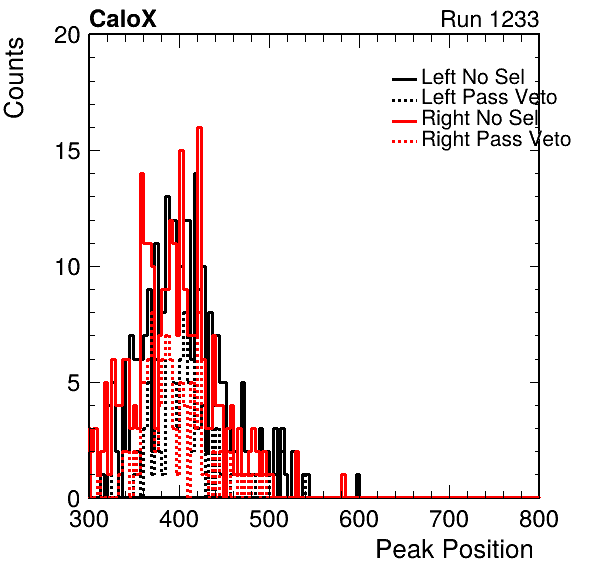 CaloX Run 1233
Counts
20
15
10
5
0
Left No Sel
Left Pass Veto
Right No Sel
Right Pass Veto
300 400 500 600 700 800
Peak Position